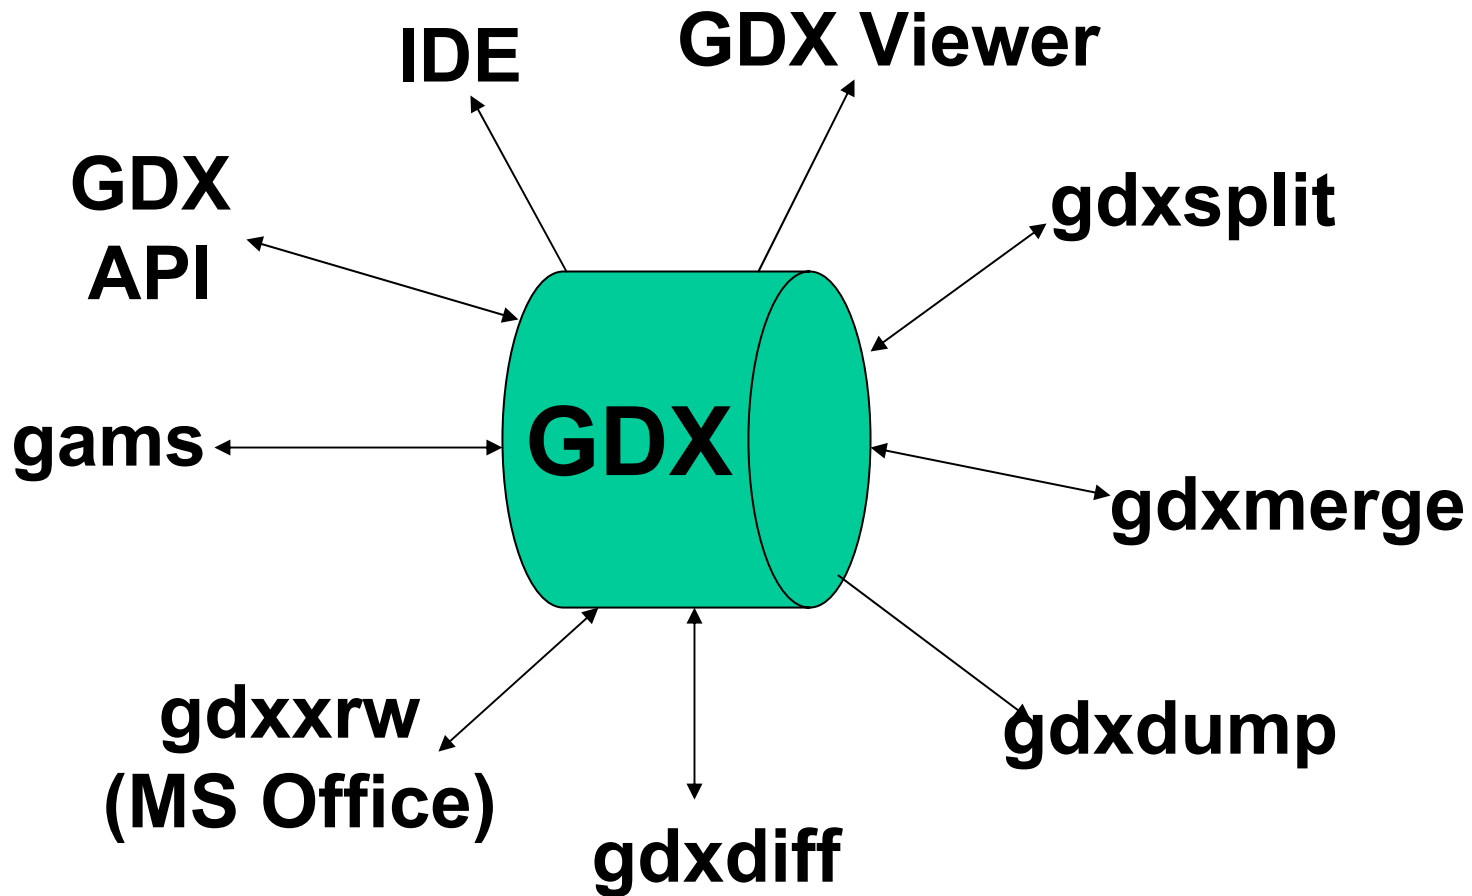 IDE
GDX Viewer
GDX
API
gdxsplit
gams
GDX
gdxmerge
gdxxrw
(MS Office)
gdxdump
gdxdiff